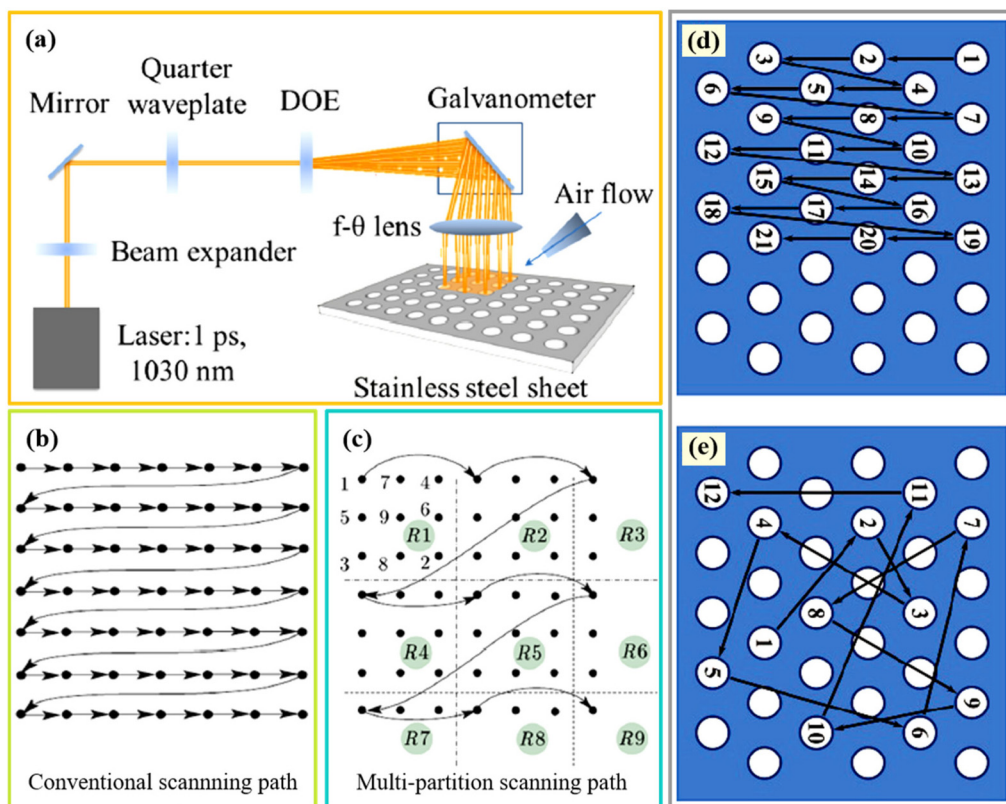 (a)
Mirror
Quarter
waveplate
DOE
Galvanometer
Air flow
f-θ lens
Beam expander
Laser:1 ps,
1030 nm
Stainless steel sheet
(b)
Conventional scannning path
(c)
1 7 4
6
5 9
R1 R2 R3
3 8 2
R4 R5 R6
R7 R8 R9
Multi-partition scanning path
(d)
3 2 1
6 5 4
9 8 7
12 11 10
15 14 13
18 17 16
21 20 19
(e)
12 11
4 2 7
8 3
1
5 9
10 6